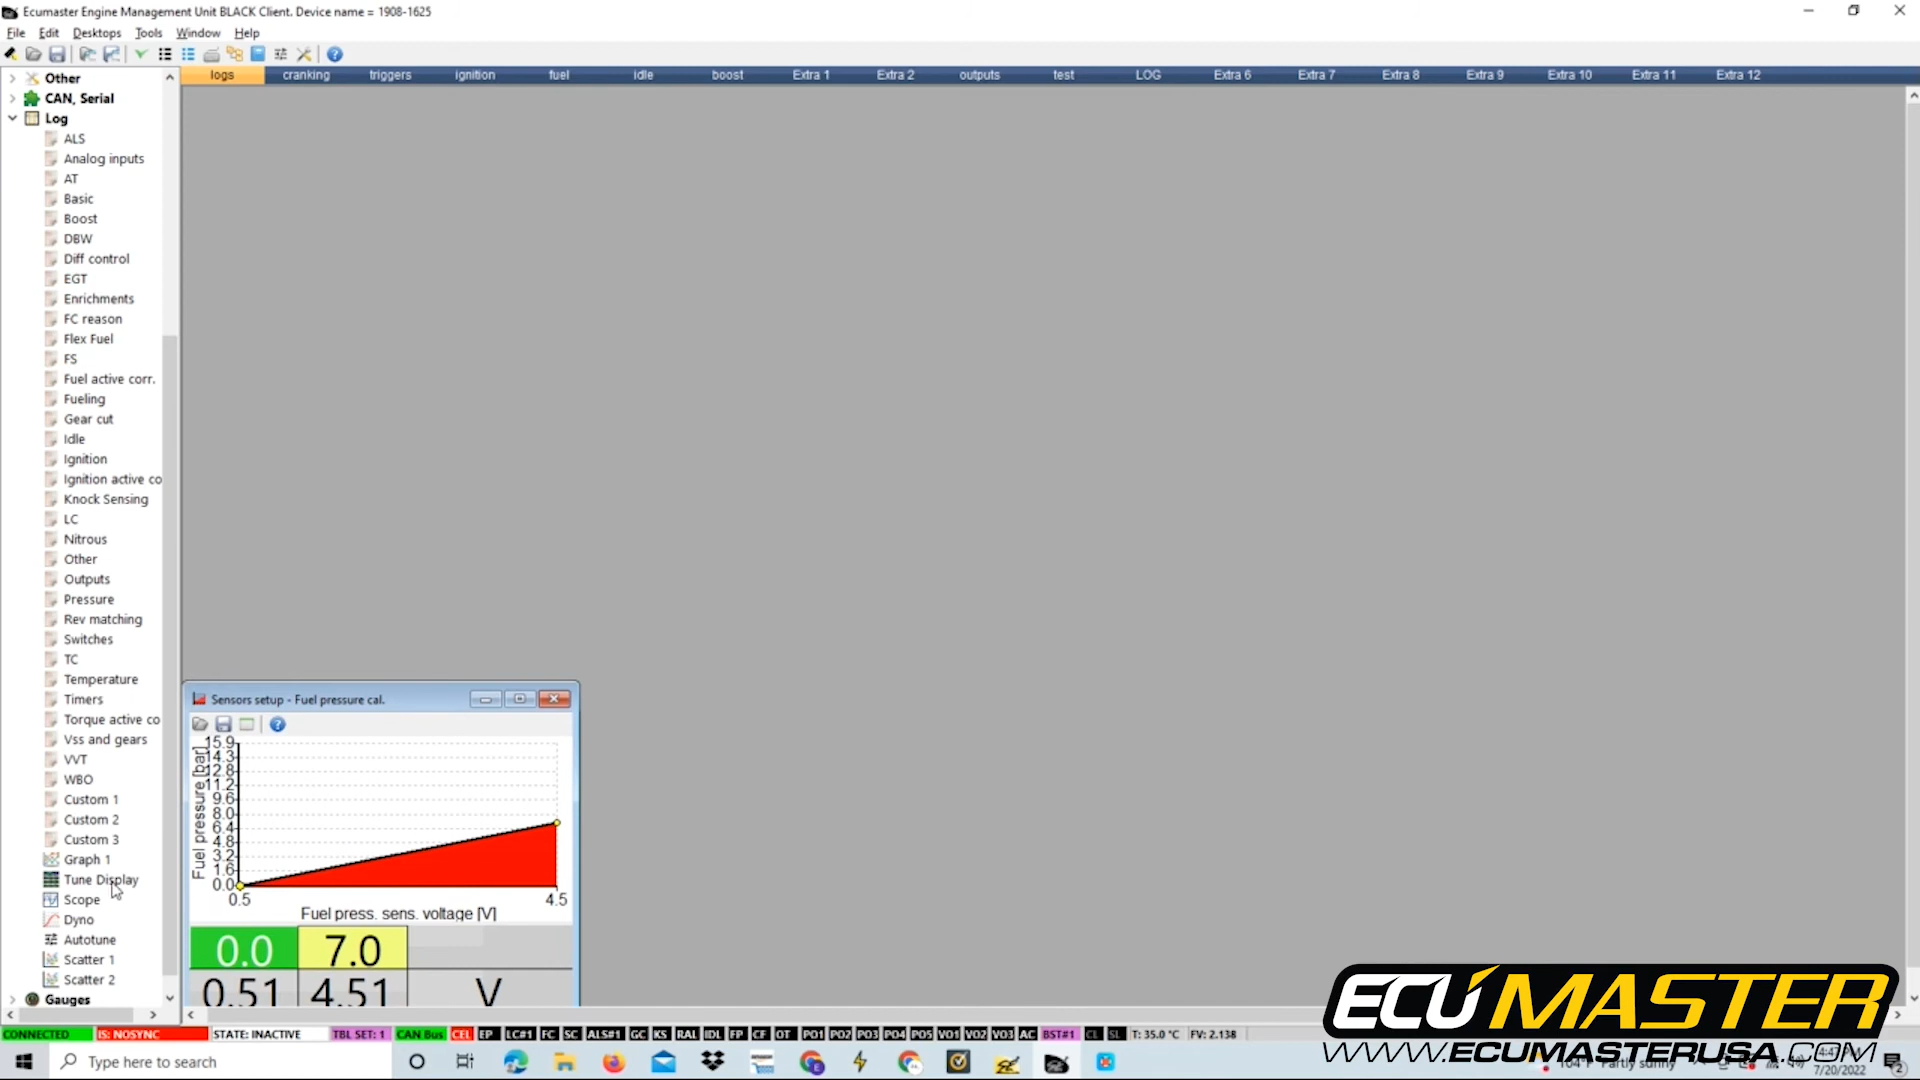 Ecumaster Engine Management Unit BLACK Client. Device name = 1908-1625
File Edit Desktops Tools Window Help
logs cranking triggers ignition fuel idle boost Extra 1 Extra 2 outputs test LOG Extra 6 Extra 7 Extra 8 Extra 9 Extra 10 Extra 11 Extra 12
Other
CAN, Serial
Log
ALS
Analog inputs
AT
Basic
Boost
DBW
Diff control
EGT
Enrichments
FC reason
Flex Fuel
FS
Fuel active corr.
Fueling
Gear cut
Idle
Ignition
Ignition active co
Knock Sensing
LC
Nitrous
Other
Outputs
Pressure
Rev matching
Switches
TC
Temperature
Timers
Torque active co
Vss and gears
VVT
WBO
Custom 1
Custom 2
Custom 3
Graph 1
Tune Display
Scope
Dyno
Autotune
Scatter 1
Scatter 2
Gauges
Sensors setup - Fuel pressure cal.
Fuel pressure [bar]
15.9
14.3
12.8
11.2
9.6
8.0
6.4
4.8
3.2
1.6
0.0
0.5 4.5
Fuel press. sens. voltage [V]
0.0 7.0
0.51 4.51 V
ECUMASTER
WWW.ECUMASTERUSA.COM
CONNECTED IS: NOSYNC STATE: INACTIVE TBL SET: 1 CAN Bus CEL EP LC#1 FC SC ALS#1 GC KS RAL IDL FP CF OT PO1 PO2 PO3 PO4 PO5 VO1 VO2 VO3 AC BST#1 CL SL T: 35.0 °C FV: 2.138
Type here to search
Partly sunny
7/20/2022
2